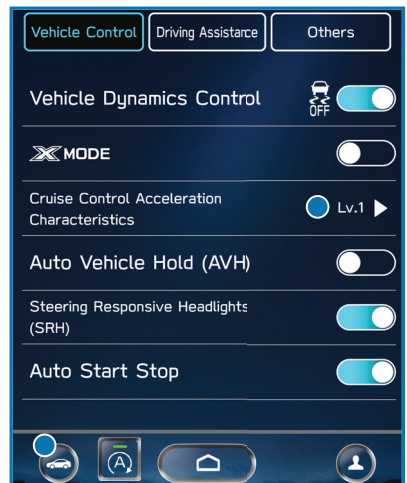 Vehicle Control
Driving Assistance
Others
Vehicle Dynamics Control
OFF
X MODE
Cruise Control Acceleration
Characteristics
Lv.1
Auto Vehicle Hold (AVH)
Steering Responsive Headlights
(SRH)
Auto Start Stop
A